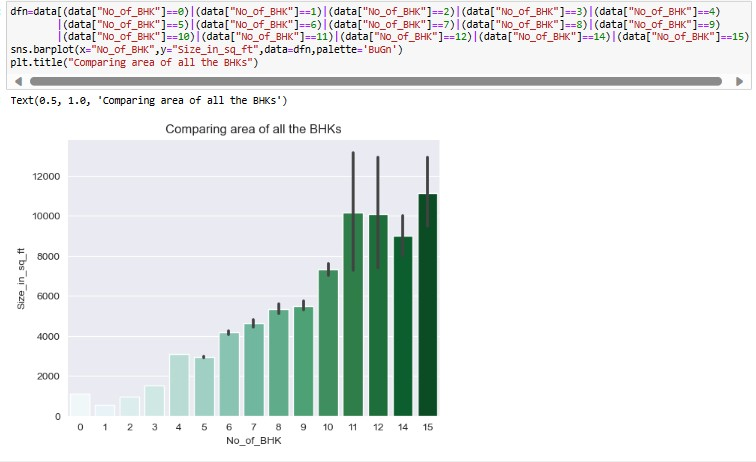 dfn=data[(data["No_of_BHK"]==0)|(data["No_of_BHK"]==1)|(data["No_of_BHK"]==2)|(data["No_of_BHK"]==3)|(data["No_of_BHK"]==4)
|(data["No_of_BHK"]==5)|(data["No_of_BHK"]==6)|(data["No_of_BHK"]==7)|(data["No_of_BHK"]==8)|(data["No_of_BHK"]==9)
|(data["No_of_BHK"]==10)|(data["No_of_BHK"]==11)|(data["No_of_BHK"]==12)|(data["No_of_BHK"]==14)|(data["No_of_BHK"]==15)
sns.barplot(x="No_of_BHK",y="Size_in_sq_ft",data=dfn,palette='BuGn')
plt.title("Comparing area of all the BHKs")
Text(0.5, 1.0, 'Comparing area of all the BHKs')
Comparing area of all the BHKs
12000
10000
8000
6000
4000
2000
0
Size_in_sq_ft
0 1 2 3 4 5 6 7 8 9 10 11 12 14 15
No_of_BHK